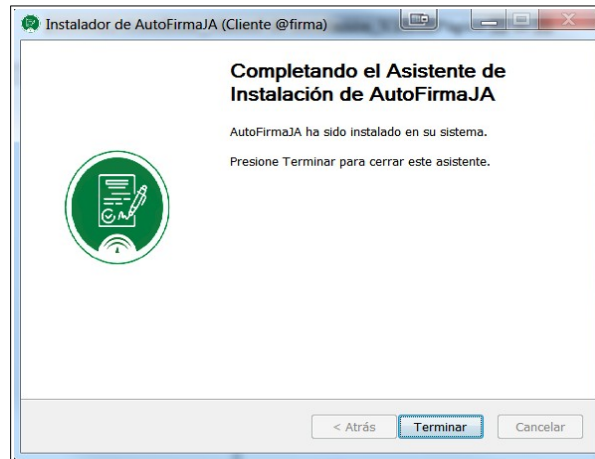 Instalador de AutoFirmaJA (Cliente @firma)
Completando el Asistente de
Instalación de AutoFirmaJA
AutoFirmaJA ha sido instalado en su sistema.
Presione Terminar para cerrar este asistente.
< Atrás
Terminar
Cancelar